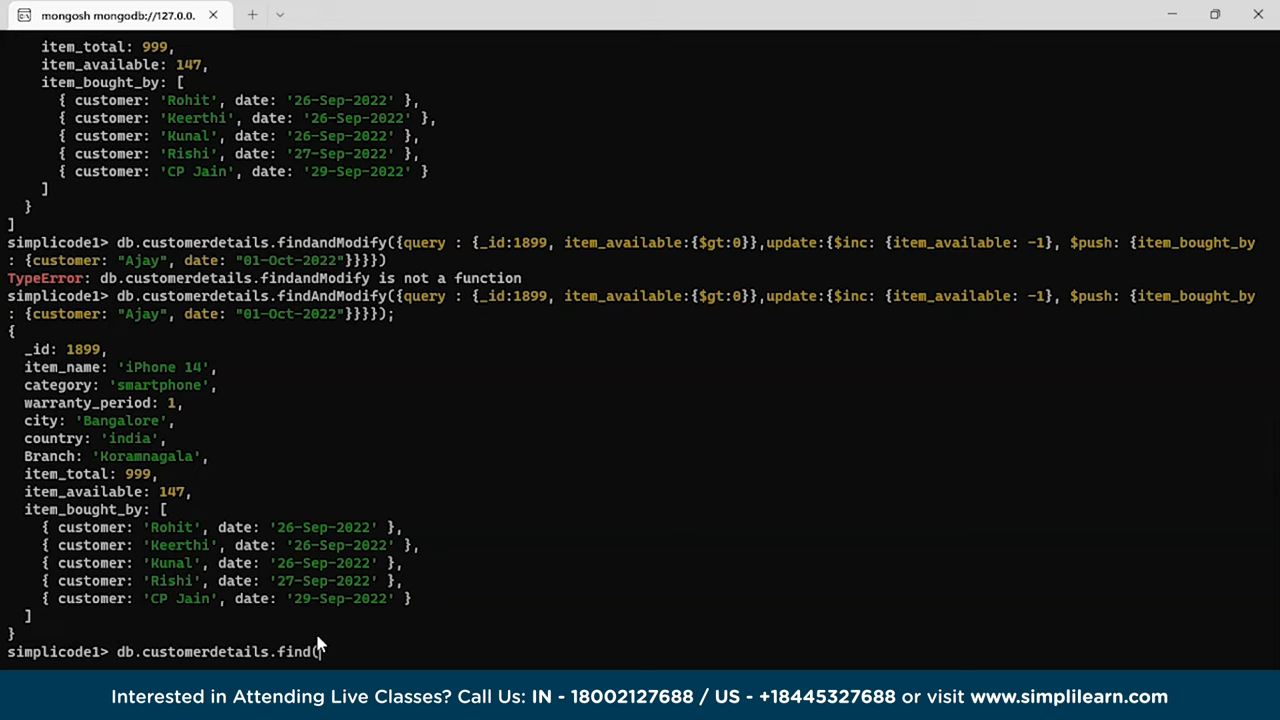 mongosh mongodb://127.0.0.
item_total: 999,
item_available: 147,
item_bought_by: [
{ customer: 'Rohit', date: '26-Sep-2022' },
{ customer: 'Keerthi', date: '26-Sep-2022' },
{ customer: 'Kunal', date: '26-Sep-2022' },
{ customer: 'Rishi', date: '27-Sep-2022' },
{ customer: 'CP Jain', date: '29-Sep-2022' }
]
}
]
simplicode1> db.customerdetails.findandModify({query : {_id:1899, item_available:{$gt:0}},update:{$inc: {item_available: -1}, $push: {item_bought_by
: {customer: "Ajay", date: "01-Oct-2022"}}}})
TypeError: db.customerdetails.findandModify is not a function
simplicode1> db.customerdetails.findAndModify({query : {_id:1899, item_available:{$gt:0}},update:{$inc: {item_available: -1}, $push: {item_bought_by
: {customer: "Ajay", date: "01-Oct-2022"}}}});
{
_id: 1899,
item_name: 'iPhone 14',
category: 'smartphone',
warranty_period: 1,
city: 'Bangalore',
country: 'india',
Branch: 'Koramnagala',
item_total: 999,
item_available: 147,
item_bought_by: [
{ customer: 'Rohit', date: '26-Sep-2022' },
{ customer: 'Keerthi', date: '26-Sep-2022' },
{ customer: 'Kunal', date: '26-Sep-2022' },
{ customer: 'Rishi', date: '27-Sep-2022' },
{ customer: 'CP Jain', date: '29-Sep-2022' }
]
}
simplicode1> db.customerdetails.find(
Interested in Attending Live Classes? Call Us: IN - 18002127688 / US - +18445327688 or visit www.simplilearn.com